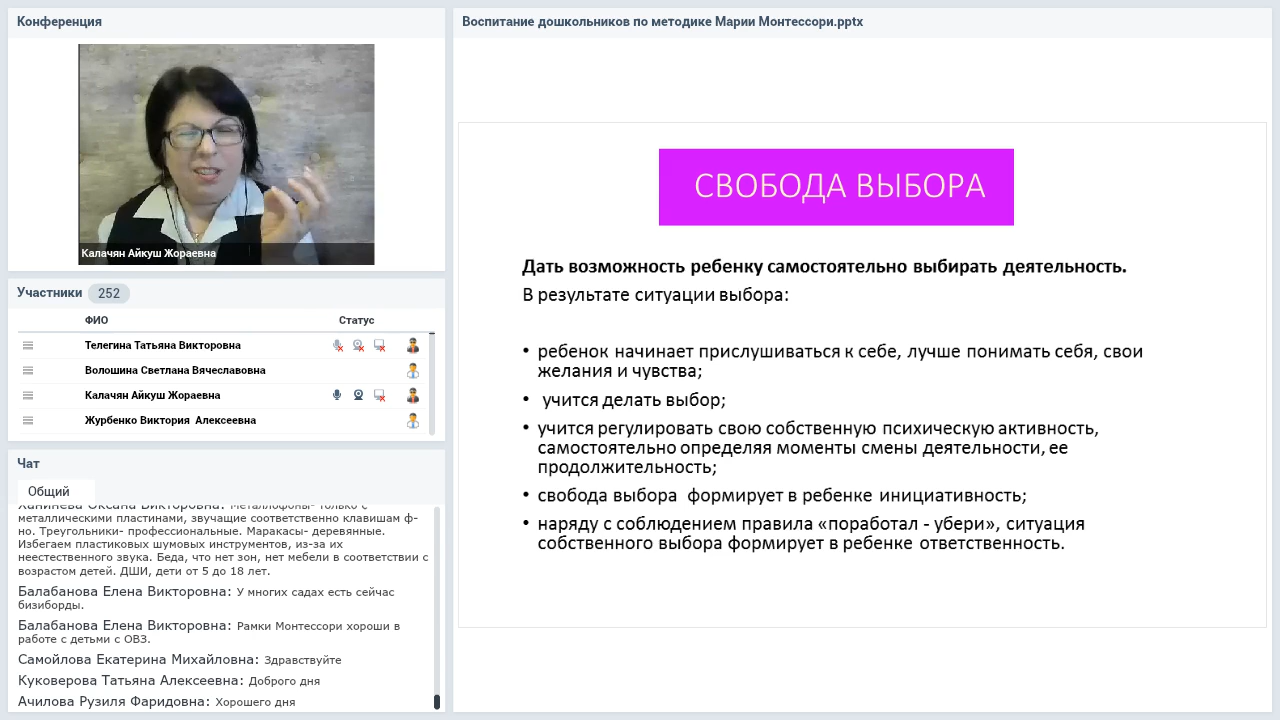 Конференция
Калачян Айкуш Жораевна
Участники 252
ФИО Статус
Телегина Татьяна Викторовна
Волошина Светлана Вячеславовна
Калачян Айкуш Жораевна
Журбенко Виктория Алексеевна
Чат
Общий
Ханинева Оксана Викторовна: Металлофоны- только с
металлическими пластинами, звучащие соответственно клавишам ф-
но. Треугольники- профессиональные. Маракасы- деревянные.
Избегаем пластиковых шумовых инструментов, из-за их
неестественного звука. Беда, что нет зон, нет мебели в соответствии с
возрастом детей. ДШИ, дети от 5 до 18 лет.
Балабанова Елена Викторовна: У многих садах есть сейчас
бизиборды.
Балабанова Елена Викторовна: Рамки Монтессори хороши в
работе с детьми с ОВЗ.
Самойлова Екатерина Михайловна: Здравствуйте
Куковерова Татьяна Алексеевна: Доброго дня
Ачилова Рузиля Фаридовна: Хорошего дня
Воспитание дошкольников по методике Марии Монтессори.pptx
СВОБОДА ВЫБОРА
Дать возможность ребенку самостоятельно выбирать деятельность.
В результате ситуации выбора:
• ребенок начинает прислушиваться к себе, лучше понимать себя, свои
желания и чувства;
• учится делать выбор;
• учится регулировать свою собственную психическую активность,
самостоятельно определяя моменты смены деятельности, ее
продолжительность;
• свобода выбора формирует в ребенке инициативность;
• наряду с соблюдением правила «поработал - убери», ситуация
собственного выбора формирует в ребенке ответственность.